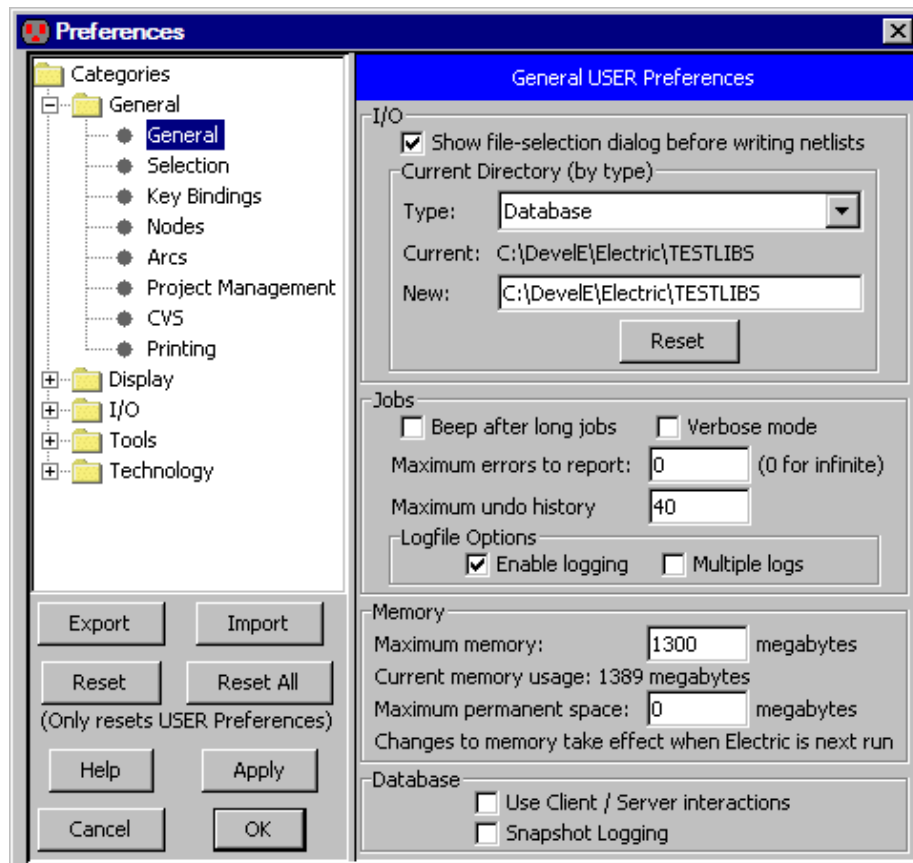 Preferences
Categories
General
General
Selection
Key Bindings
Nodes
Arcs
Project Management
CVS
Printing
Display
I/O
Tools
Technology
Export Import
Reset Reset All
(Only resets USER Preferences)
Help Apply
Cancel OK
General USER Preferences
I/O
Show file-selection dialog before writing netlists
Current Directory (by type)
Type: Database
Current: C:\DevelE\Electric\TESTLIBS
New: C:\DevelE\Electric\TESTLIBS
Reset
Jobs
Beep after long jobs Verbose mode
Maximum errors to report: 0 (0 for infinite)
Maximum undo history 40
Logfile Options
Enable logging Multiple logs
Memory
Maximum memory: 1300 megabytes
Current memory usage: 1389 megabytes
Maximum permanent space: 0 megabytes
Changes to memory take effect when Electric is next run
Database
Use Client / Server interactions
Snapshot Logging